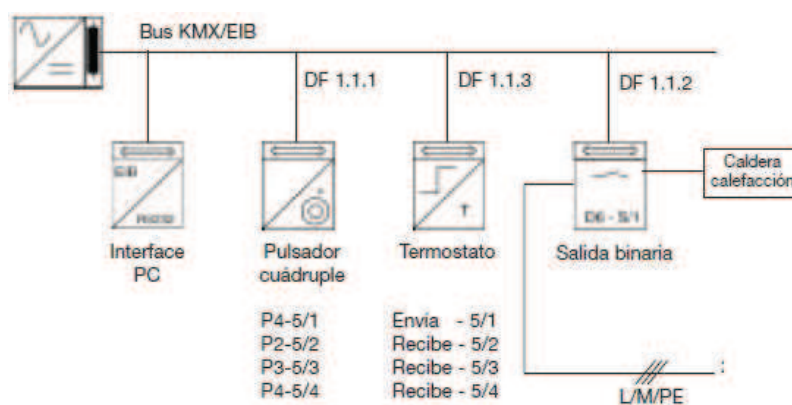 Bus KMX/EIB
DF 1.1.1
DF 1.1.3
DF 1.1.2
EIB
RS232
T
D6 - 5/1
Caldera
calefacción
Interface
PC
Pulsador
cuádruple
Termostato
Salida binaria
P4-5/1
P2-5/2
P3-5/3
P4-5/4
Envía - 5/1
Recibe - 5/2
Recibe - 5/3
Recibe - 5/4
L/M/PE